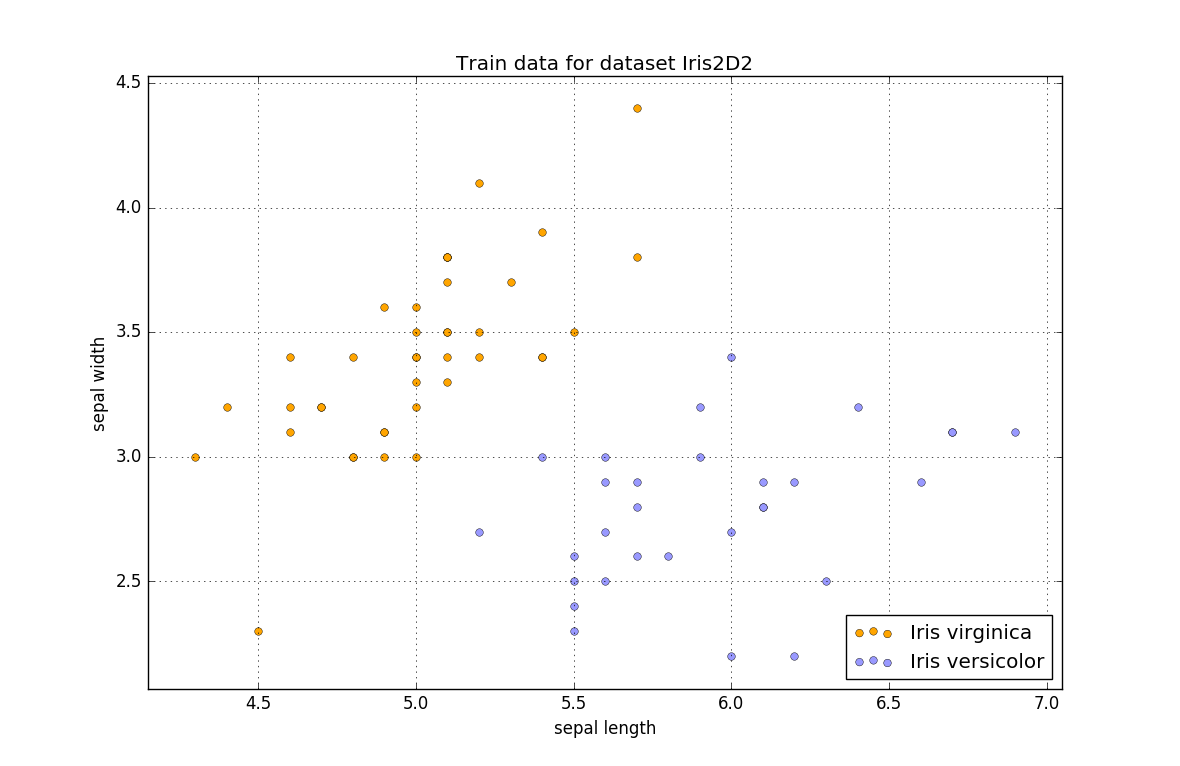 Train data for dataset Iris2D2
4.5
4.0
3.5
3.0
2.5
sepal width
4.5 5.0 5.5 6.0 6.5 7.0
sepal length
Iris virginica
Iris versicolor